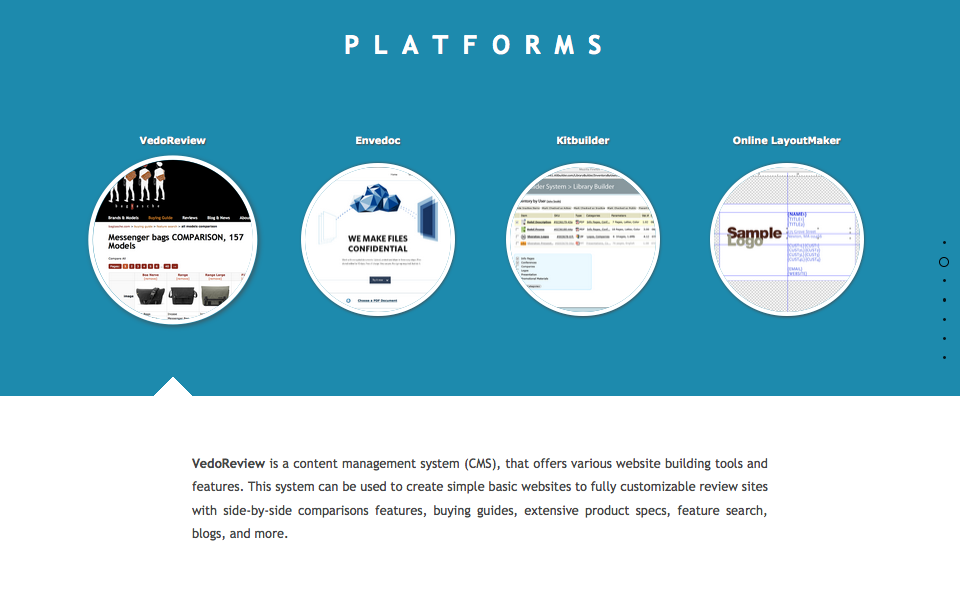 PLATFORMS
VedoReview
Envedoc
Kitbuilder
Online LayoutMaker
Brands & Models Buying Guide Reviews Blog & News
Messenger bags COMPARISON, 157
Models
WE MAKE FILES
CONFIDENTIAL
Choose a PDF Document
der System > Library Builder
Sample
Logo
[NAME]
[TITLE]
[TITLE]
[EMAIL]
[WEBSITE]
VedoReview is a content management system (CMS), that offers various website building tools and
features. This system can be used to create simple basic websites to fully customizable review sites
with side-by-side comparisons features, buying guides, extensive product specs, feature search,
blogs, and more.